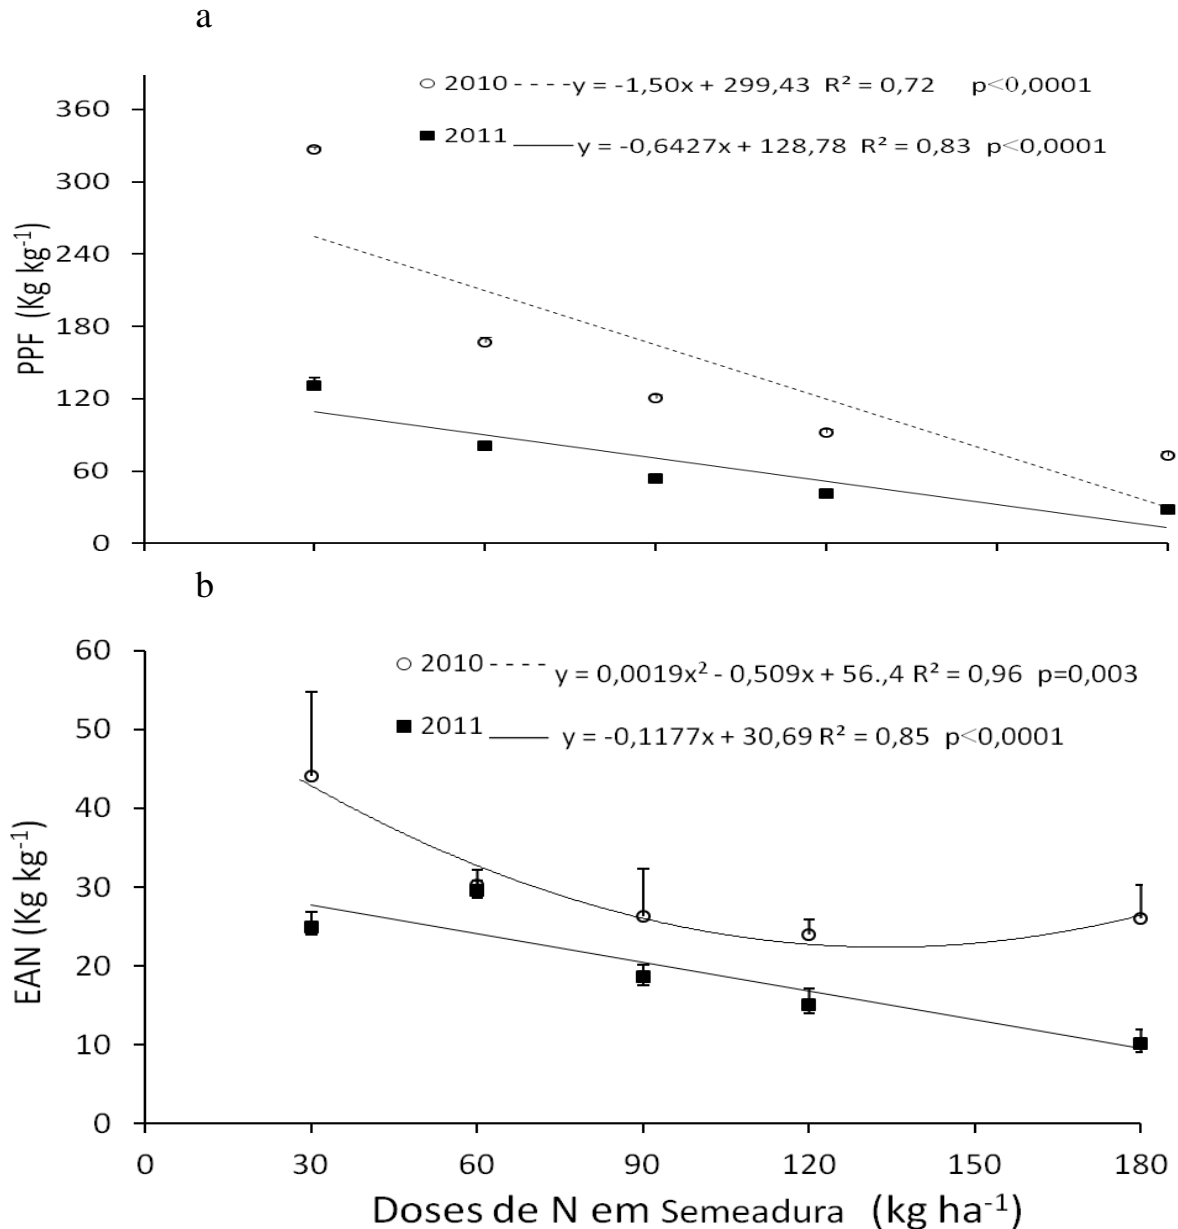 a
2010 y = -1,50x + 299,43 R² = 0,72 p<0,0001
2011 y = -0,6427x + 128,78 R² = 0,83 p<0,0001
360
300
240
180
120
60
0
PPF (Kg kg⁻¹)
b
2010 y = 0,0019x² - 0,509x + 56.,4 R² = 0,96 p=0,003
2011 y = -0,1177x + 30,69 R² = 0,85 p<0,0001
60
50
40
30
20
10
0
EAN (Kg kg⁻¹)
0 30 60 90 120 150 180
Doses de N em Semeadura (kg ha⁻¹)